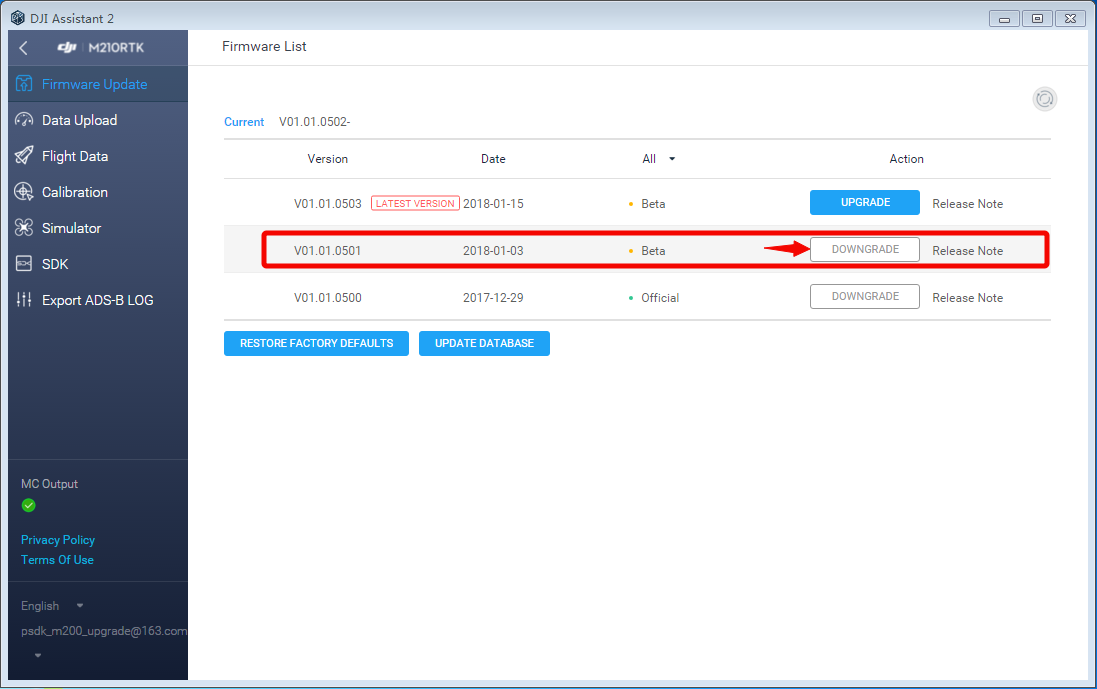 DJI Assistant 2
dji M210RTK
Firmware List
Firmware Update
Data Upload
Flight Data
Calibration
Simulator
SDK
Export ADS-B LOG
Current V01.01.0502-
Version Date All Action
V01.01.0503 LATEST VERSION 2018-01-15 Beta UPGRADE Release Note
V01.01.0501 2018-01-03 Beta DOWNGRADE Release Note
V01.01.0500 2017-12-29 Official DOWNGRADE Release Note
RESTORE FACTORY DEFAULTS UPDATE DATABASE
MC Output
Privacy Policy
Terms Of Use
English
psdk_m200_upgrade@163.com